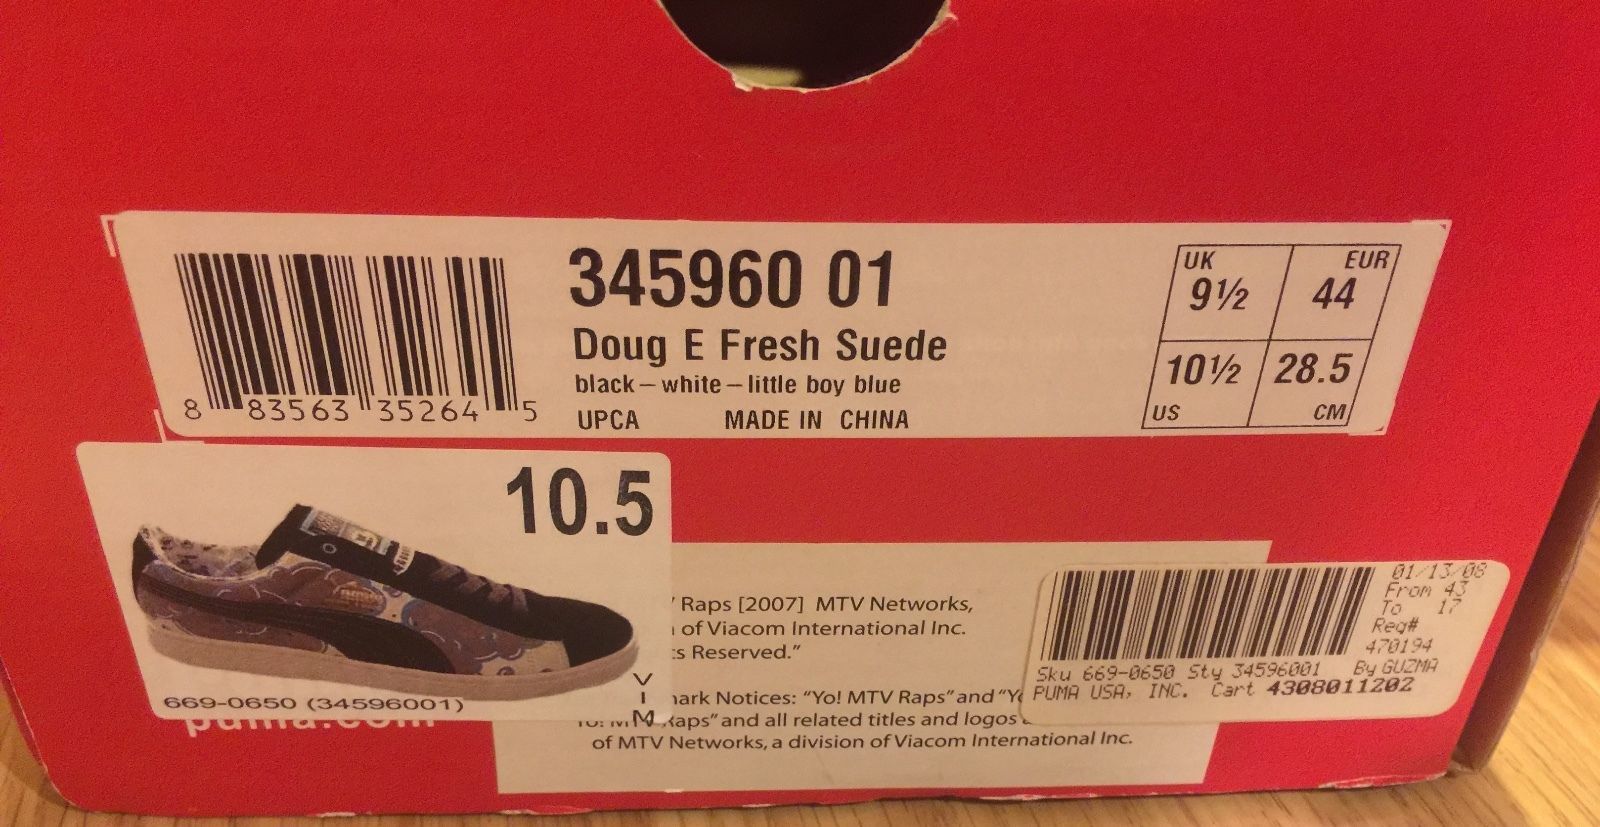 345960 01
Doug E Fresh Suede
black – white – little boy blue
UPCA MADE IN CHINA
8 83563 35264 5
UK
9½
EUR
44
10½
US
28.5
CM
10.5
669-0650 (34596001)
VIM
puma.com
Raps [2007] MTV Networks,
of Viacom International Inc.
Reserved.”
Notices: “Yo! MTV Raps” and
Raps” and all related titles and logos
of MTV Networks, a division of Viacom International Inc.
01/13/08
From 43
To 17
Req#
470194
Sku 669-0650 Sty 34596001 By GUZMA
PUMA USA, INC. Cart 4308011202